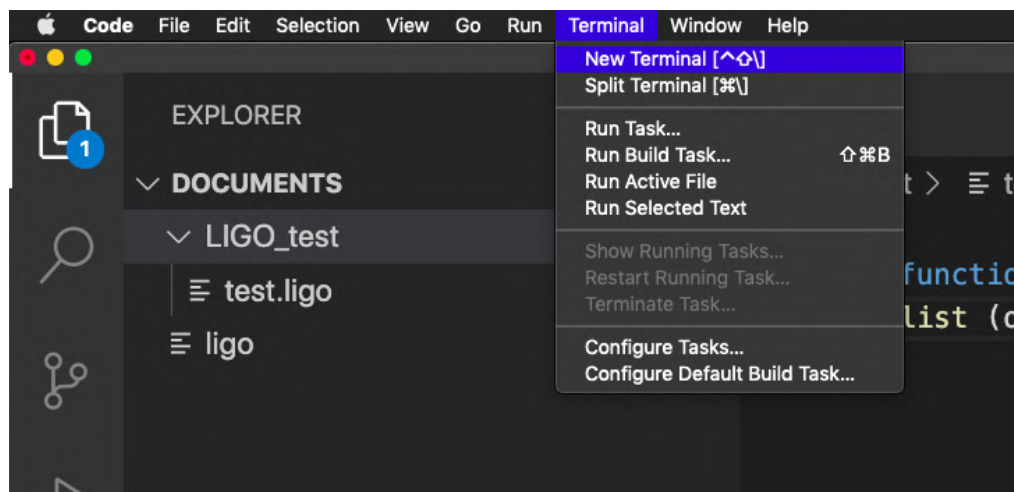 Code File Edit Selection View Go Run Terminal Window Help
New Terminal [^⇧\]
Split Terminal [⌘\]
Run Task...
Run Build Task... ⇧⌘B
Run Active File
Run Selected Text
Show Running Tasks...
Restart Running Task...
Terminate Task...
Configure Tasks...
Configure Default Build Task...
EXPLORER
1
DOCUMENTS
LIGO_test
test.ligo
ligo
t > t
functio
list (